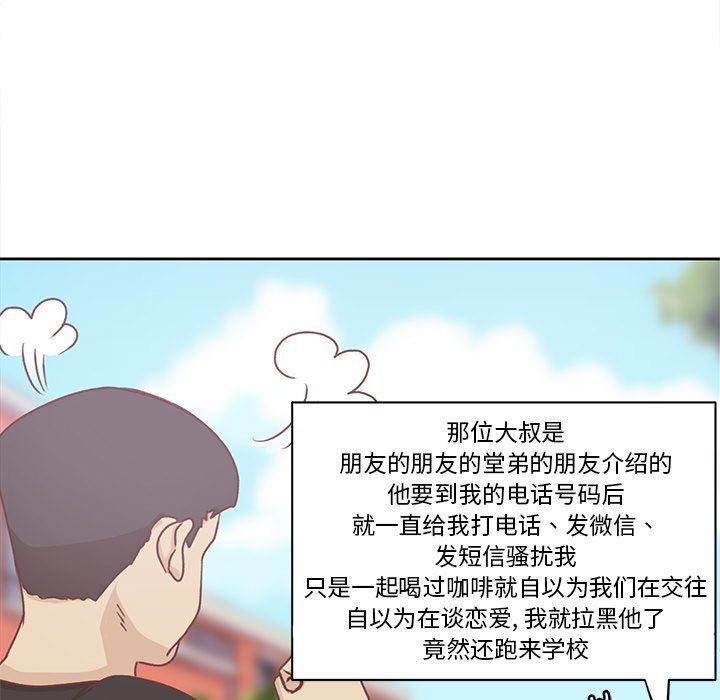 那位大叔是
朋友的朋友的堂弟的朋友介绍的
他要到我的电话号码后
就一直给我打电话、发微信、
发短信骚扰我
只是一起喝过咖啡就自以为我们在交往
自以为在谈恋爱, 我就拉黑他了
竟然还跑来学校